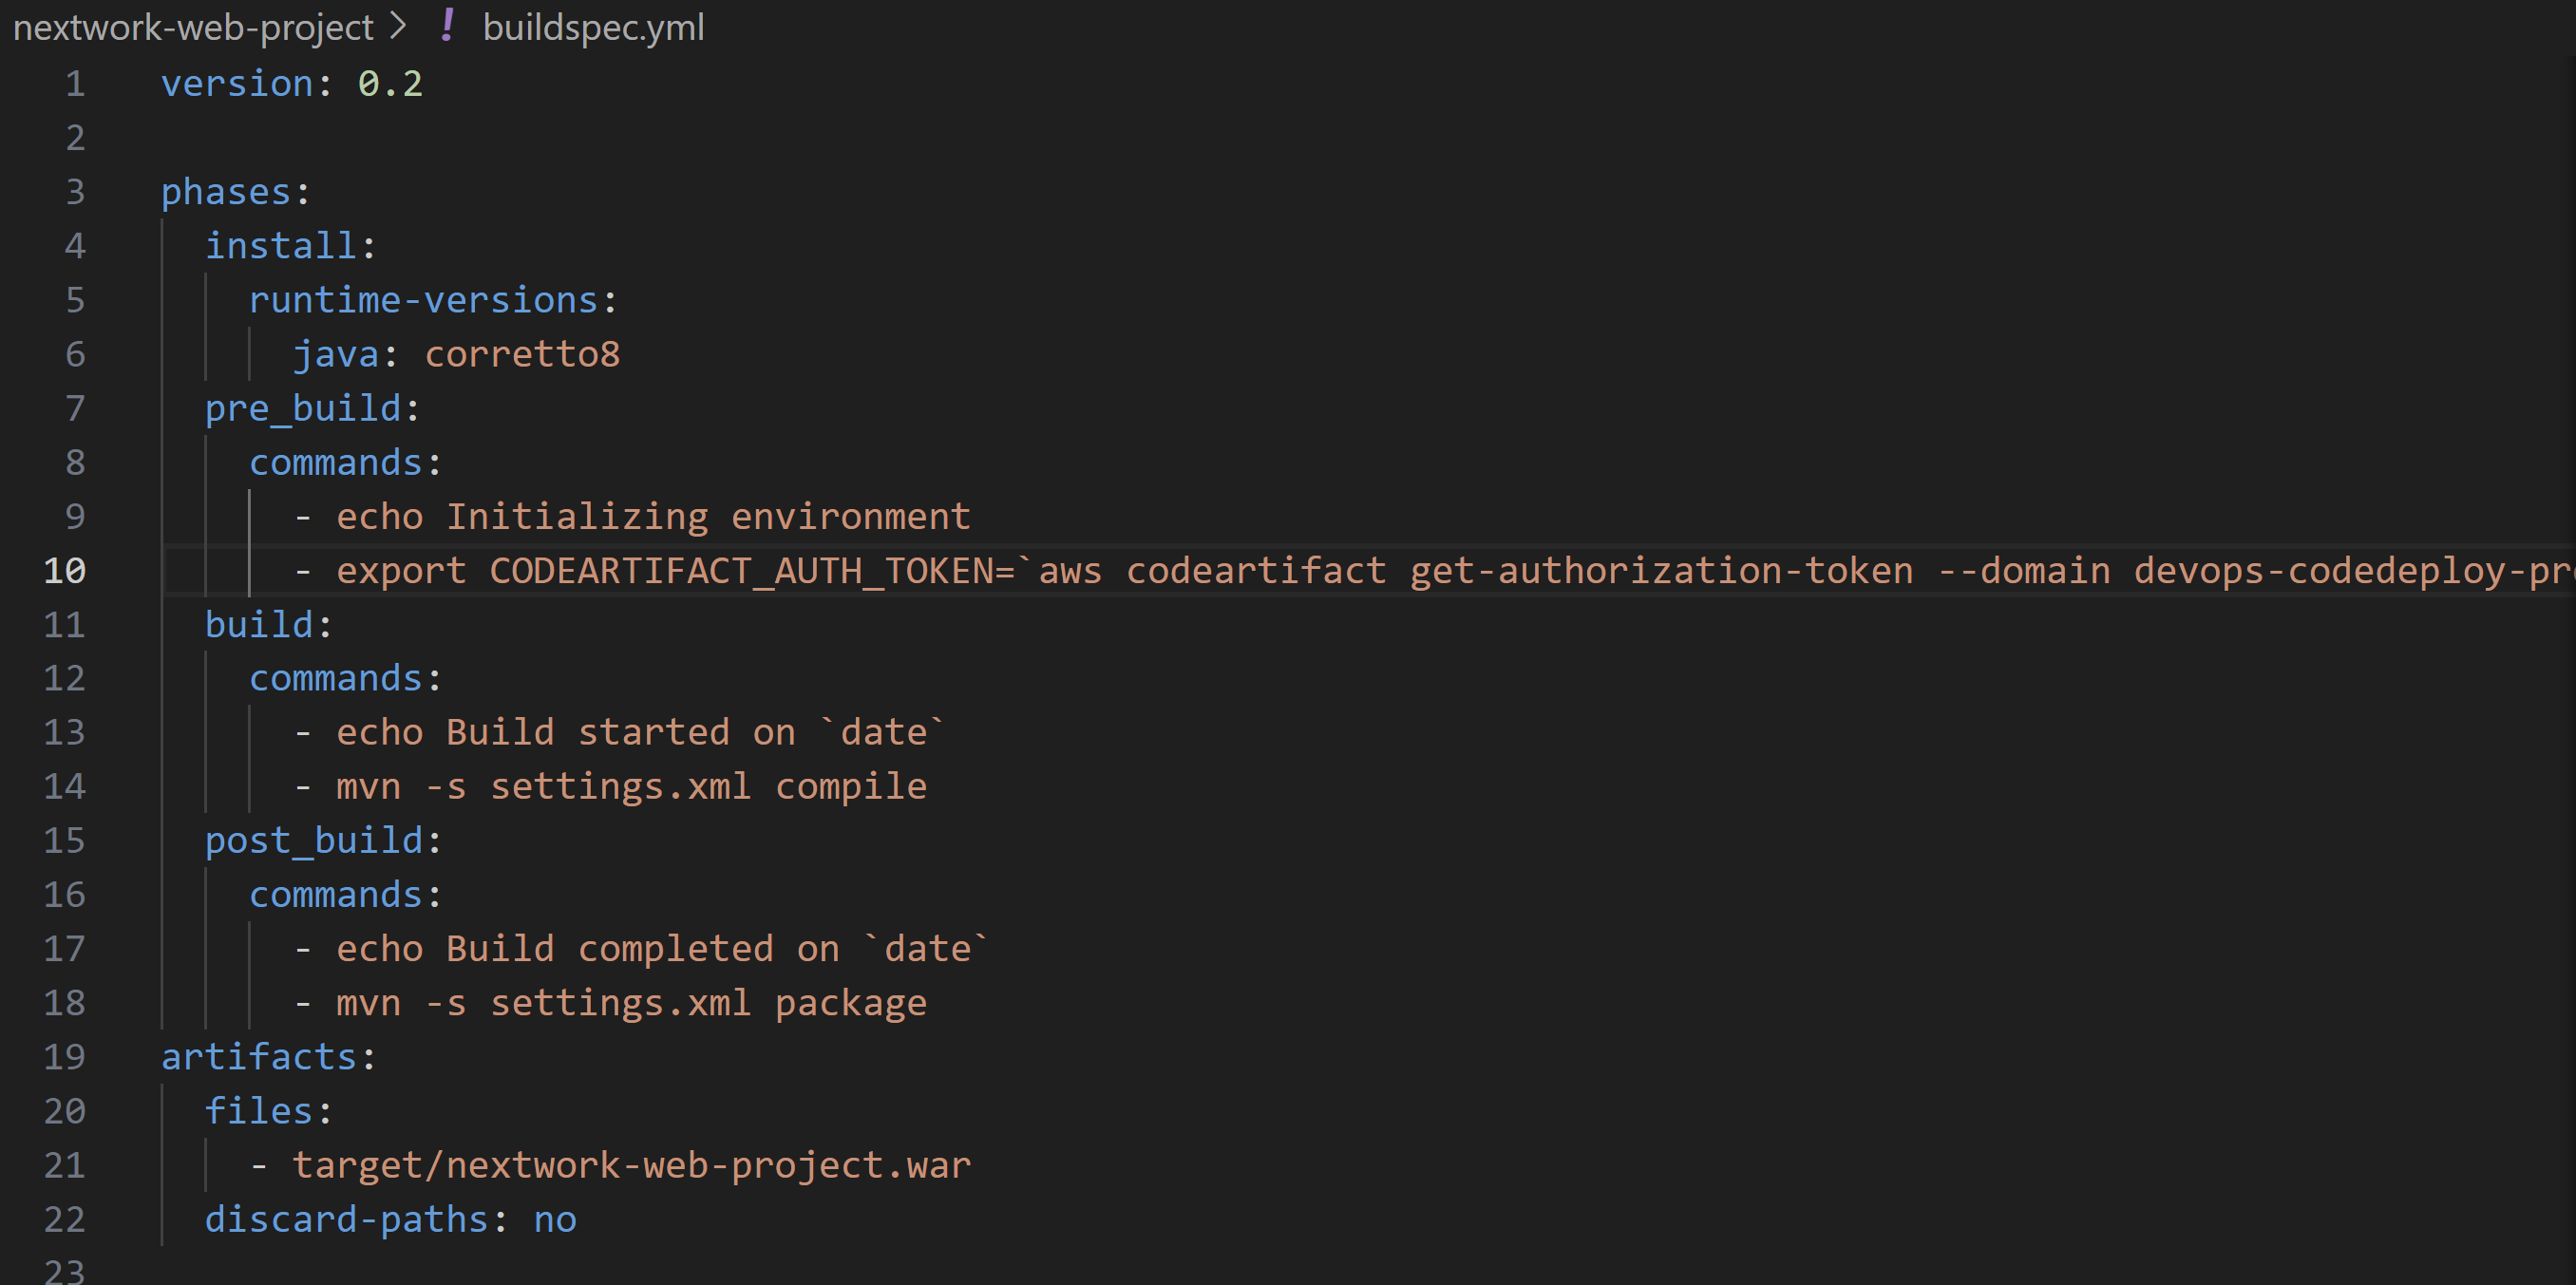 nextwork-web-project > ! buildspec.yml
1 version: 0.2
2
3 phases:
4   install:
5     runtime-versions:
6       java: corretto8
7   pre_build:
8     commands:
9       - echo Initializing environment
10       - export CODEARTIFACT_AUTH_TOKEN=`aws codeartifact get-authorization-token --domain
11   build:
12     commands:
13       - echo Build started on `date`
14       - mvn -s settings.xml compile
15   post_build:
16     commands:
17       - echo Build completed on `date`
18       - mvn -s settings.xml package
19 artifacts:
20   files:
21     - target/nextwork-web-project.war
22   discard-paths: no
23